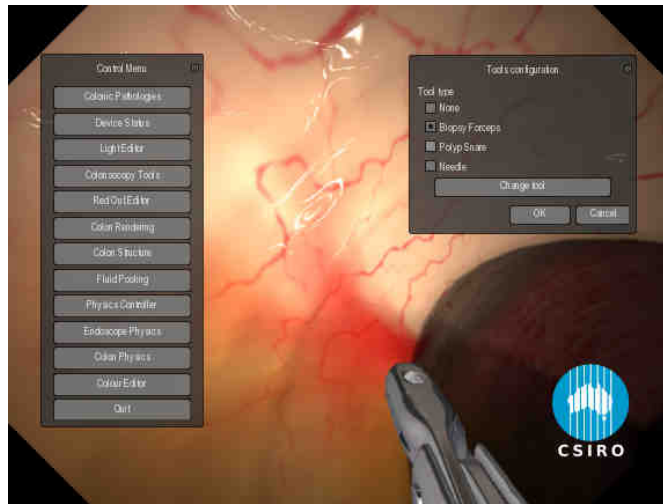 Control Menu
Colonic Pathologies
Device Status
Light Editor
Colonoscopy Tools
Red Out Editor
Colon Rendering
Colon Structure
Fluid Pooling
Physics Controller
Endoscope Physics
Colon Physics
Colour Editor
Quit
Tools configuration
Tool type
None
Biopsy Forceps
Polyp Snare
Needle
Change tool
OK Cancel
CSIRO